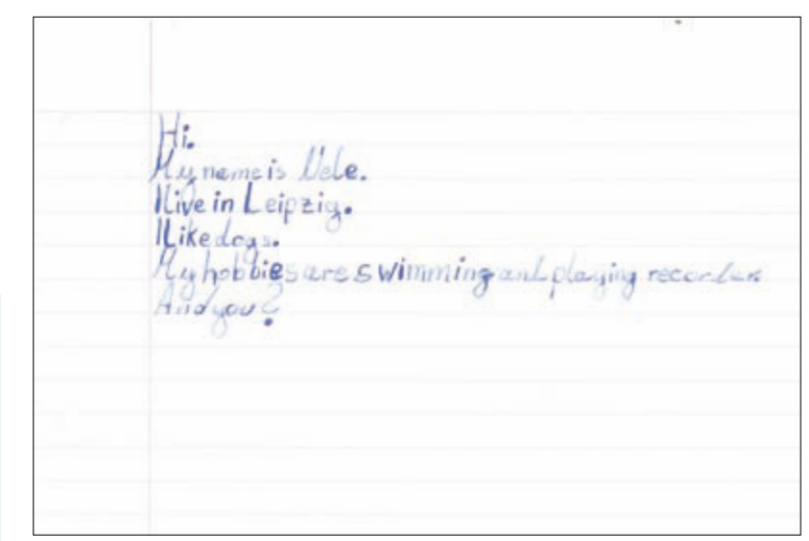 Hi.
My name is Nele.
I live in Leipzig.
I like dogs.
My hobbies are swimming and playing recorder.
And you?